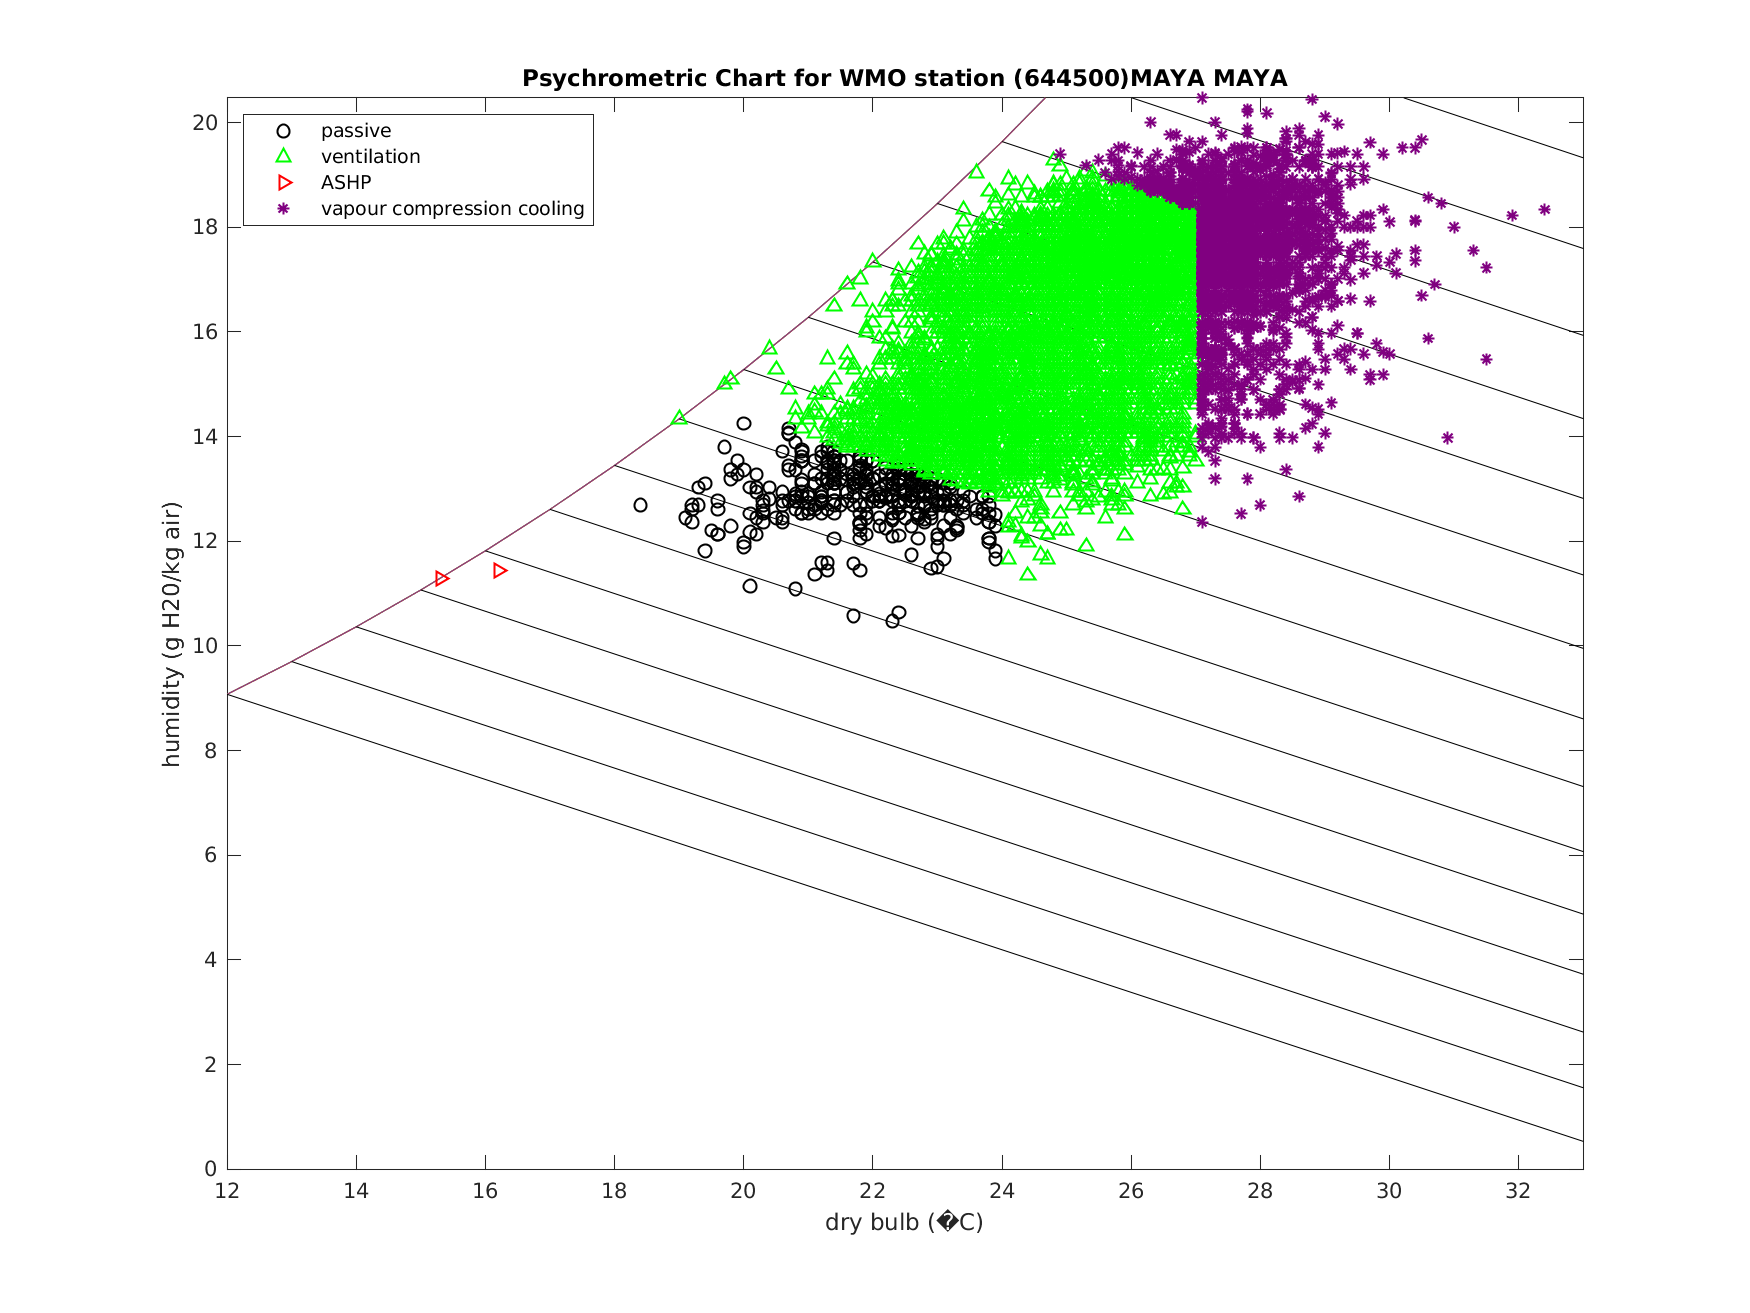 Psychrometric Chart for WMO station (644500)MAYA MAYA
passive
ventilation
ASHP
vapour compression cooling
humidity (g H20/kg air)
20
18
16
14
12
10
8
6
4
2
0
12 14 16 18 20 22 24 26 28 30 32
dry bulb (�C)